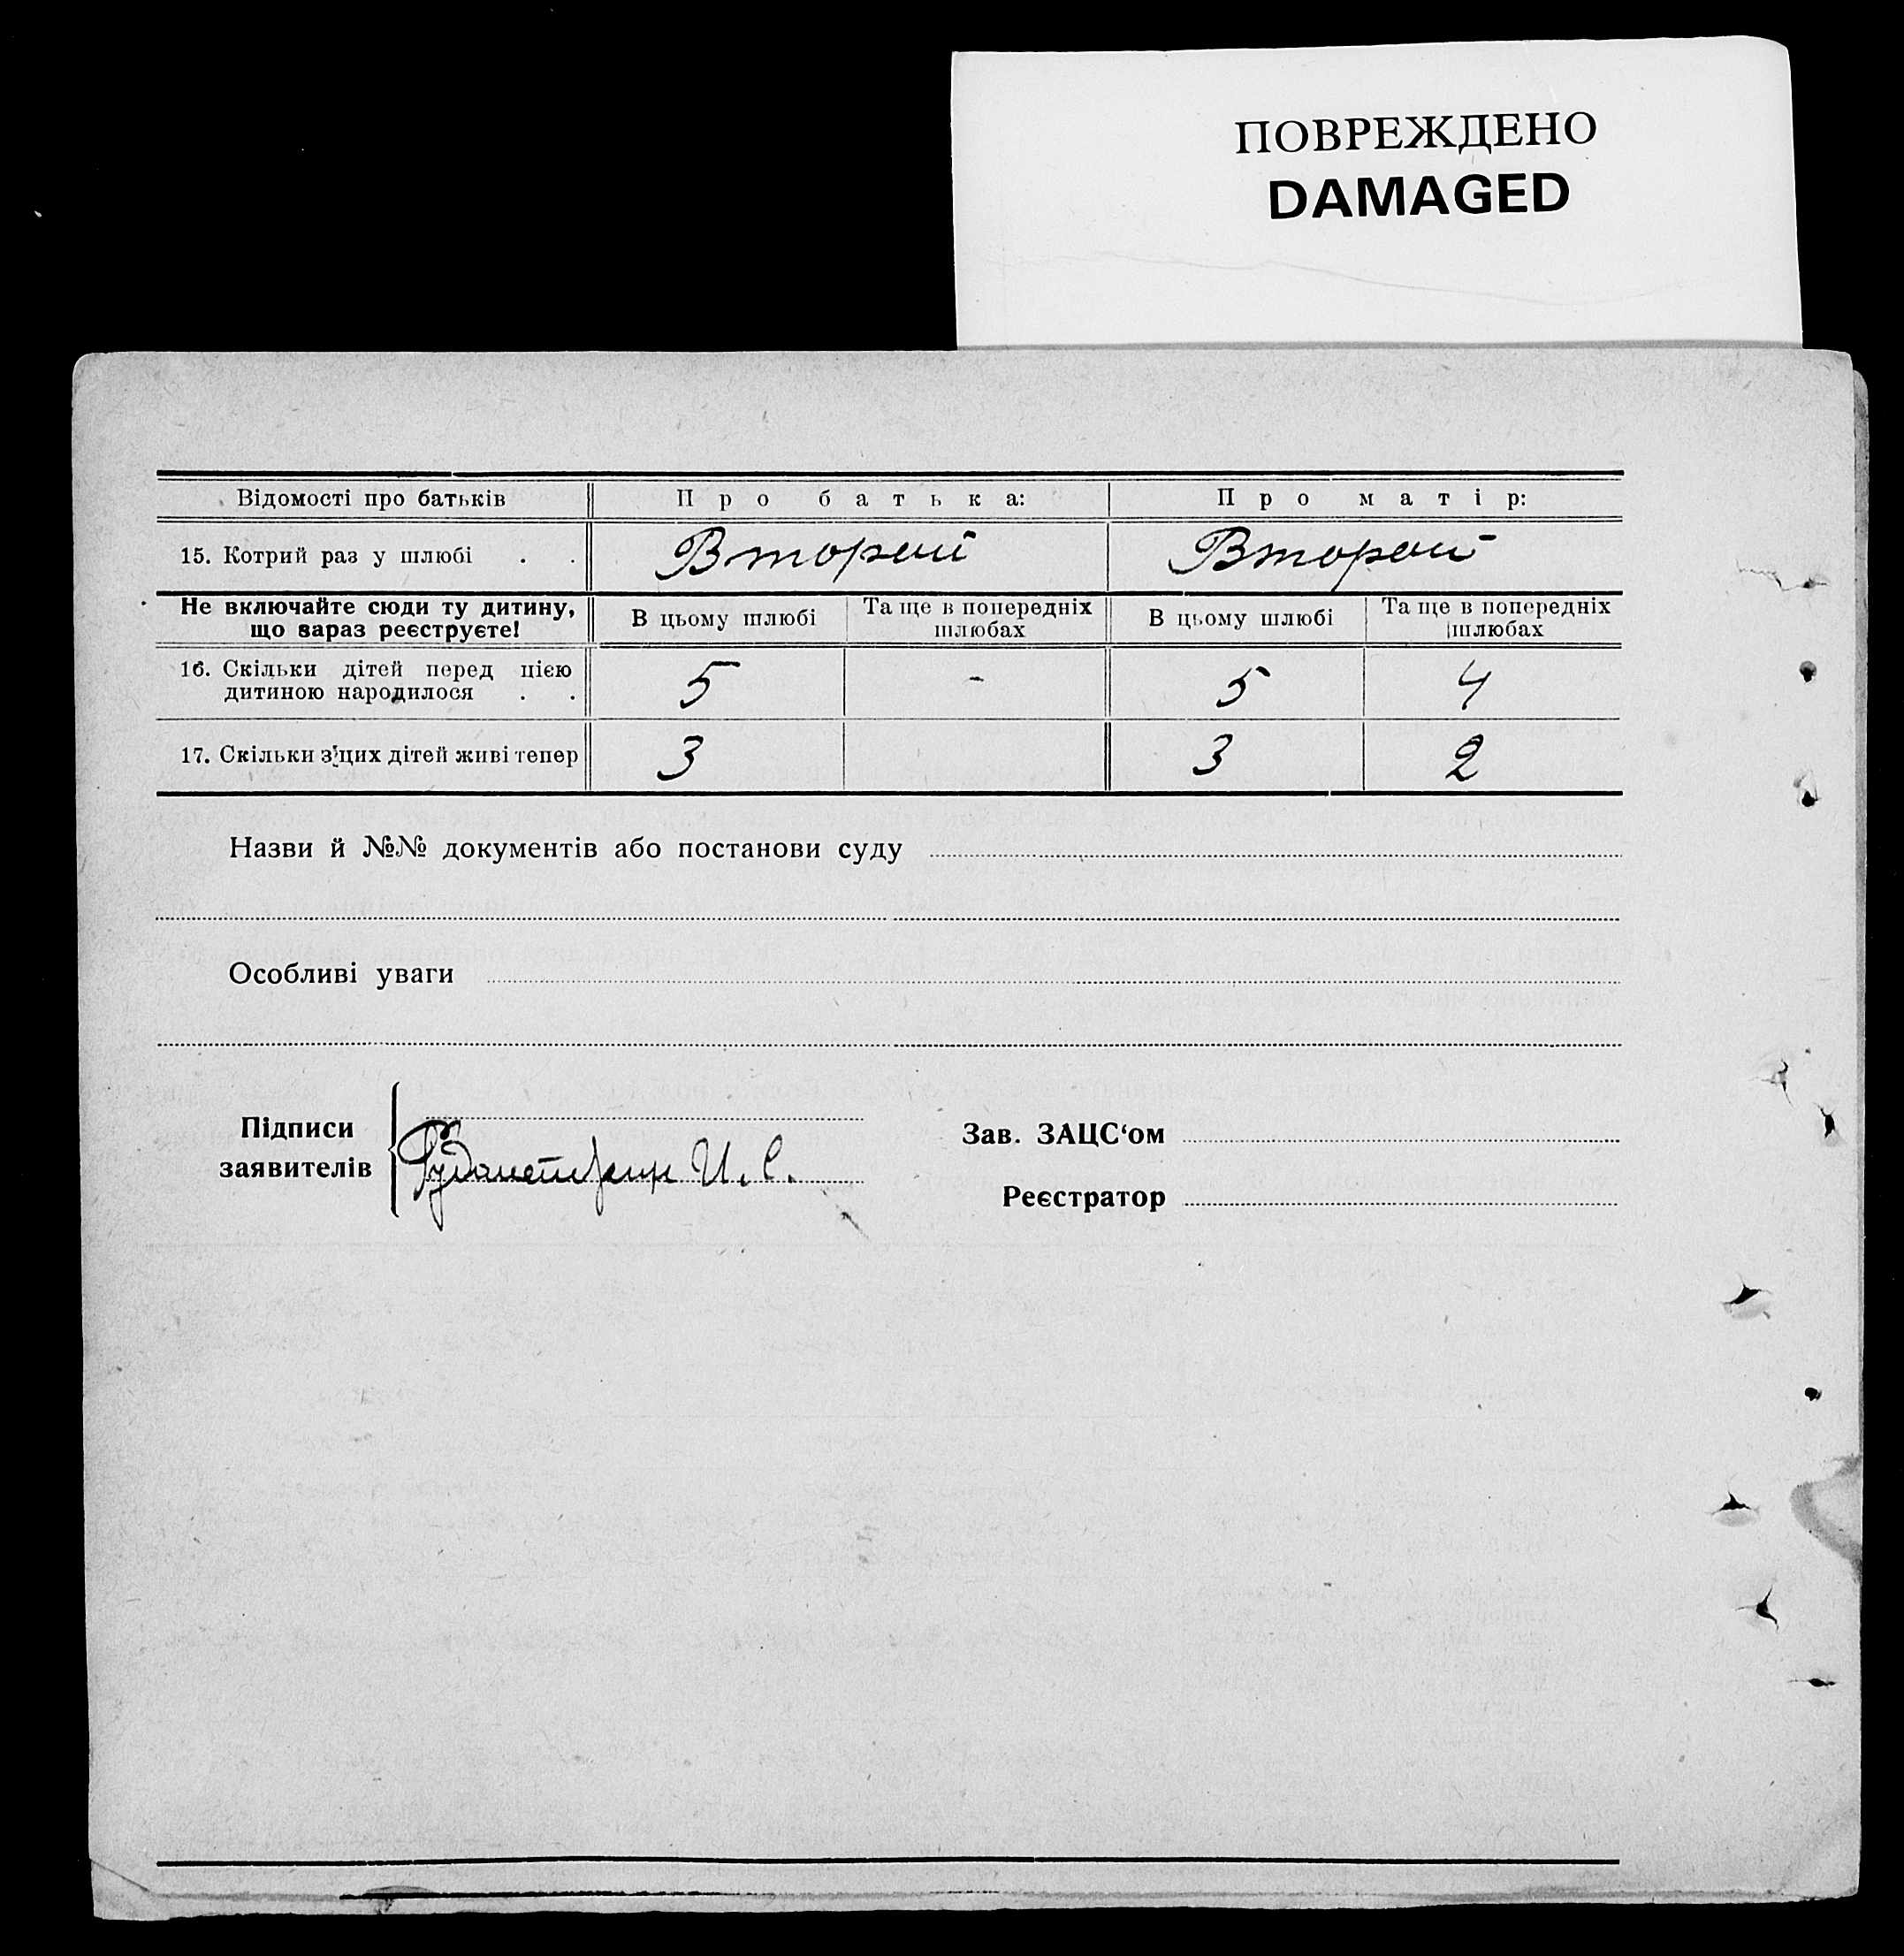 ПОВРЕЖДЕНО
DAMAGED
Відомості про батьків Про батька: Про матір:
15. Котрий раз у шлюбі . . Второй Второй
Не включайте сюди ту дитину, що зараз реєструєте! В цьому шлюбі Та ще в попередніх шлюбах В цьому шлюбі Та ще в попередніх шлюбах
16. Скільки дітей перед цією
дитиною народилося . . 5 - 5 4
17. Скільки з цих дітей живі тепер 3 3 2
Назви й №№ документів або постанови суду
Особливі уваги
Підписи
заявителів
И. С.
Зав. ЗАЦС‘ом
Реєстратор